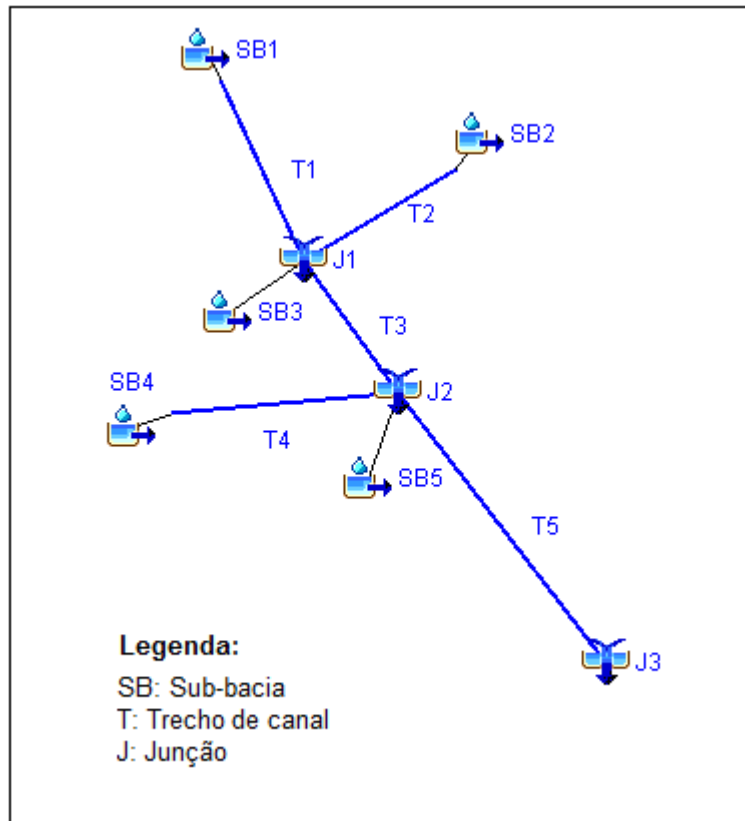 SB1
SB2
T1
T2
J1
SB3
T3
SB4
J2
T4
SB5
T5
J3
Legenda:
SB: Sub-bacia
T: Trecho de canal
J: Junção